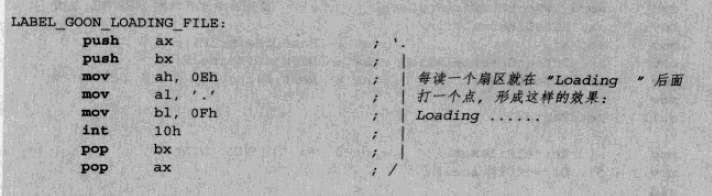 LABEL_GOON_LOADING_FILE:
push ax ; `.
push bx ; |
mov ah, 0Eh ; | 每读一个扇区就在 "Loading " 后面
mov al, '.' ; | 打一个点, 形成这样的效果:
mov bl, 0Fh ; | Loading ......
int 10h ; |
pop bx ; |
pop ax ; /